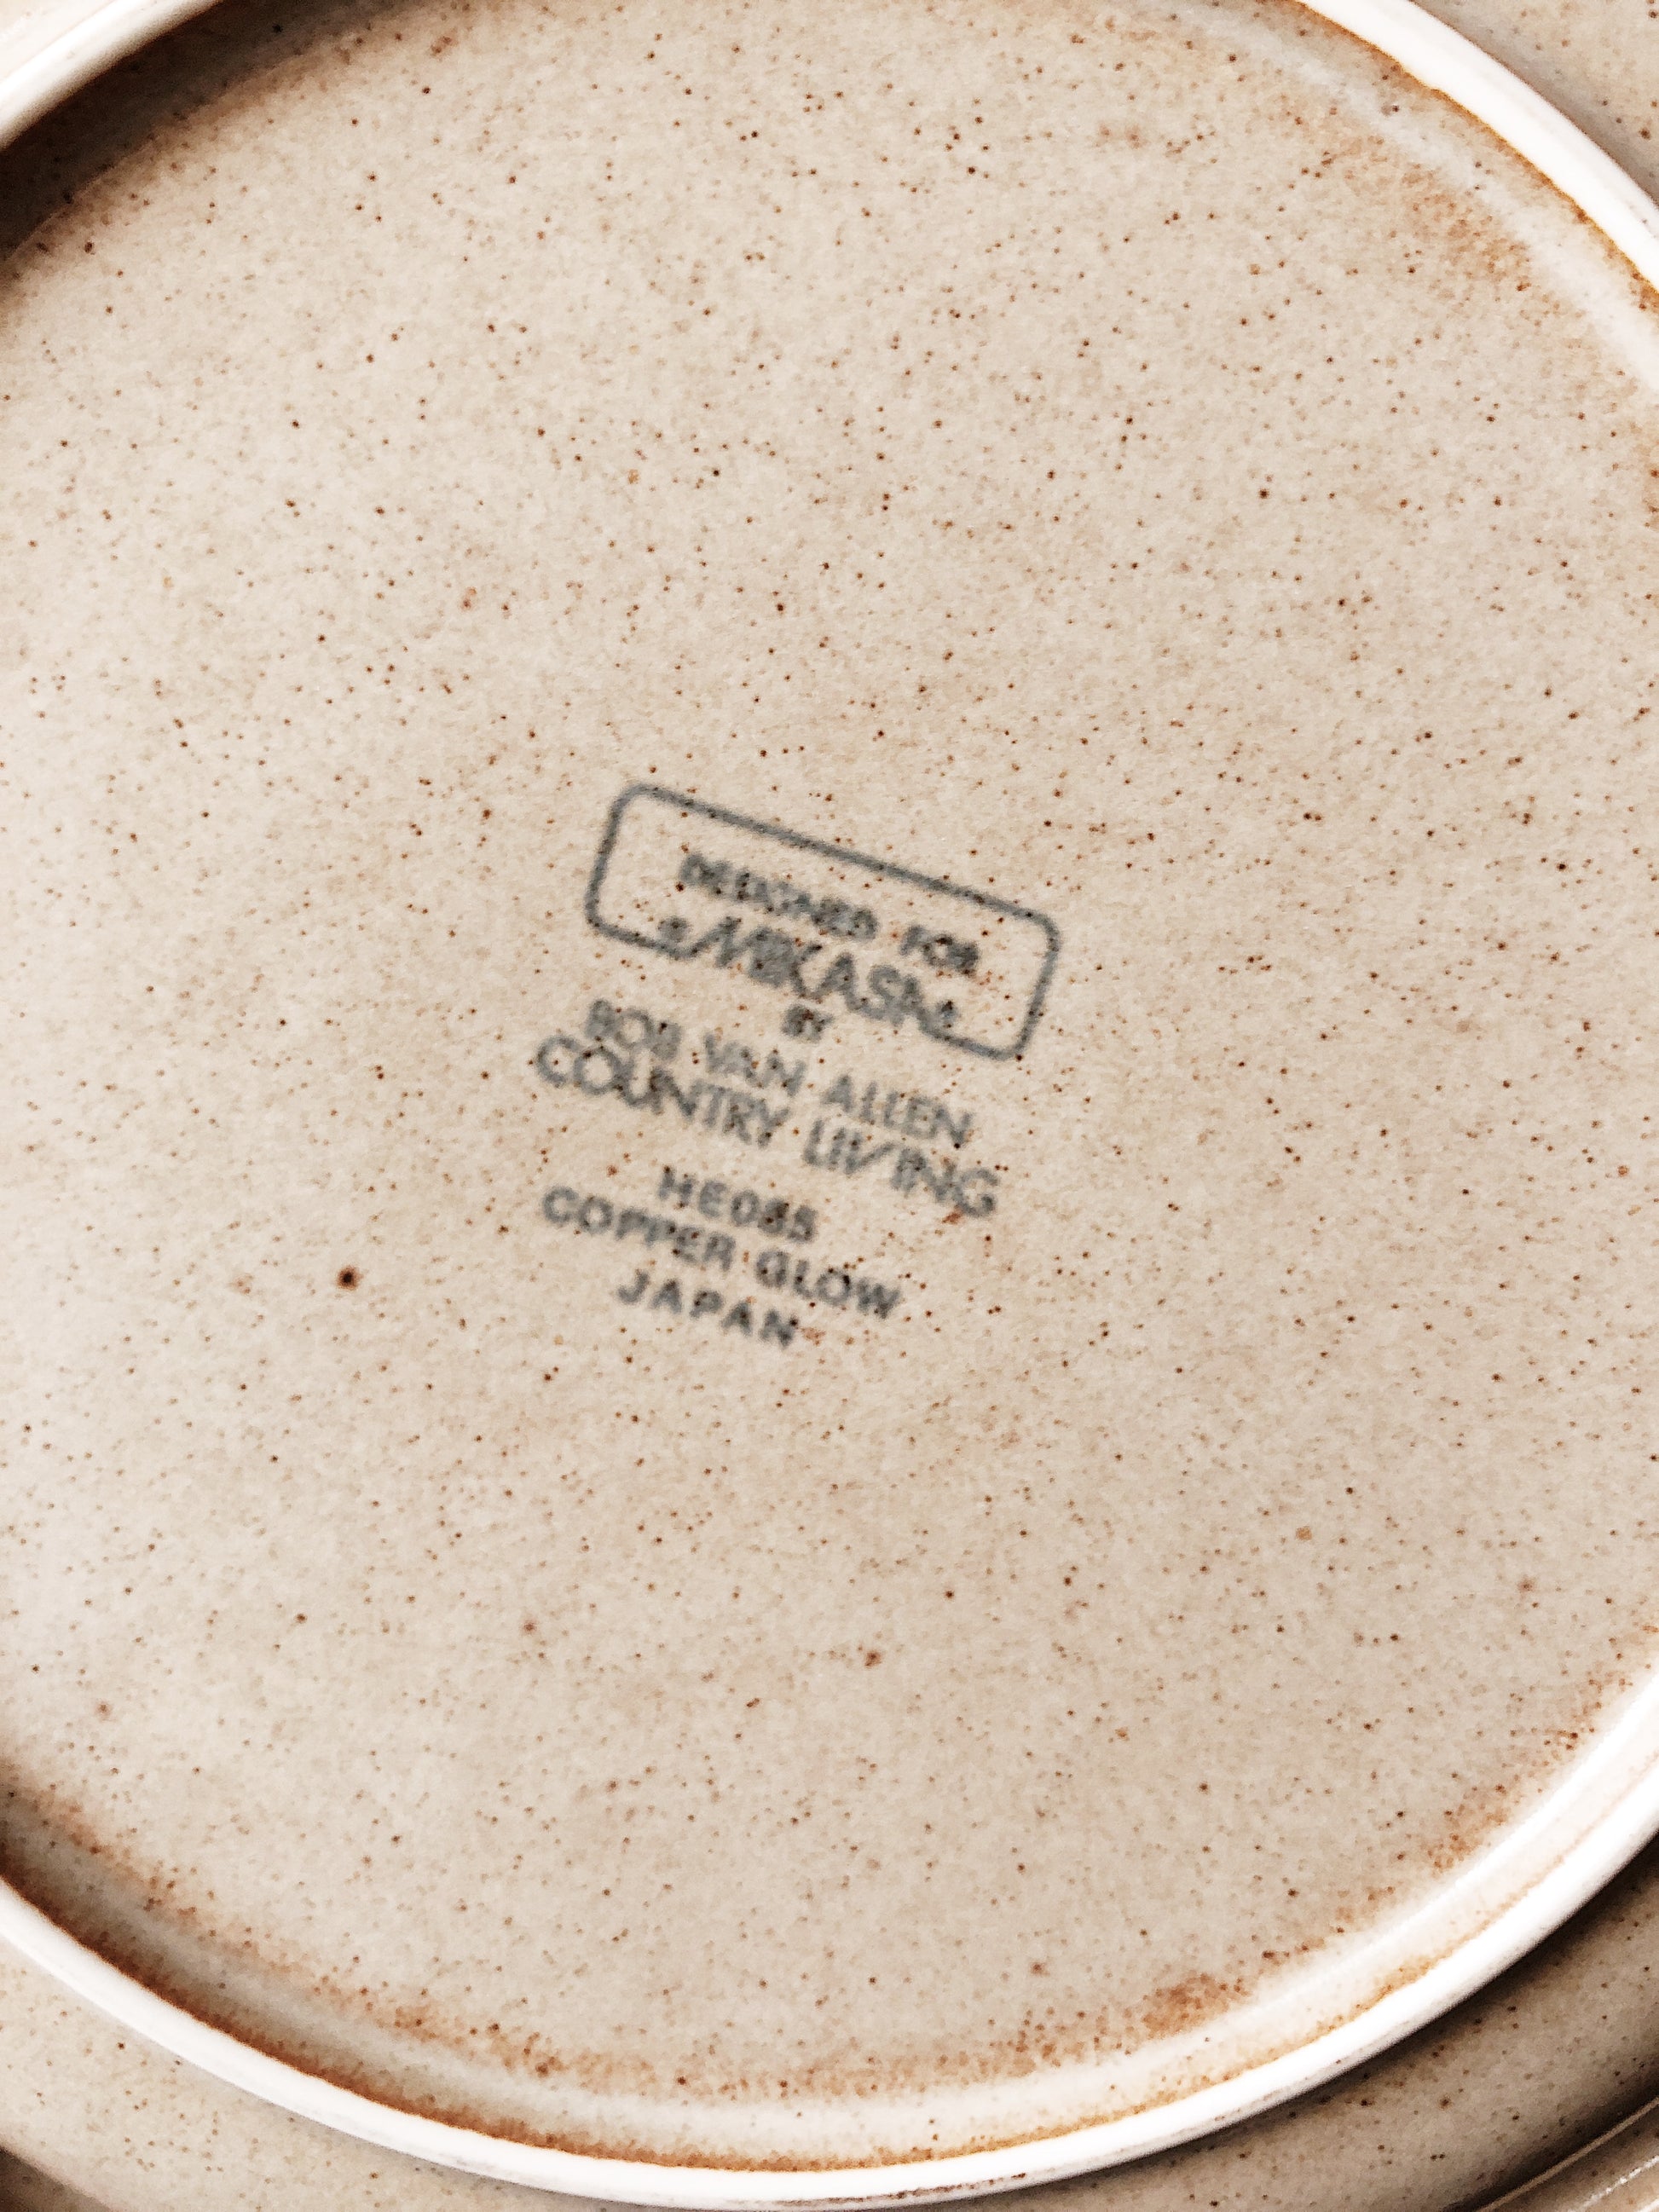 DESIGNED FOR
MIKASA
BY
BOB VAN ALLEN
COUNTRY LIVING
HE085
COPPER GLOW
JAPAN